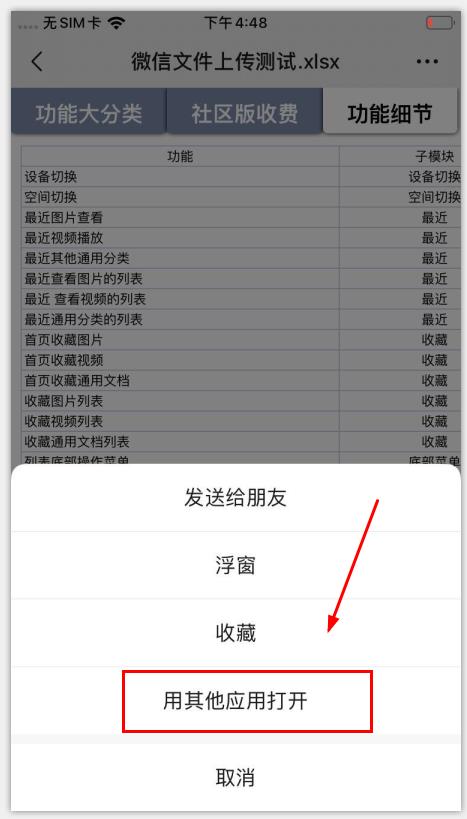 无SIM卡 下午4:48
微信文件上传测试.xlsx
功能大分类 社区版收费 功能细节
功能 子模块
设备切换 设备切换
空间切换 空间切换
最近图片查看 最近
最近视频播放 最近
最近其他通用分类 最近
最近查看图片的列表 最近
最近 查看视频的列表 最近
最近通用分类的列表 最近
首页收藏图片 收藏
首页收藏视频 收藏
首页收藏通用文档 收藏
收藏图片列表 收藏
收藏视频列表 收藏
收藏通用文档列表 收藏
列表底部操作菜单 底部菜单
发送给朋友
浮窗
收藏
用其他应用打开
取消